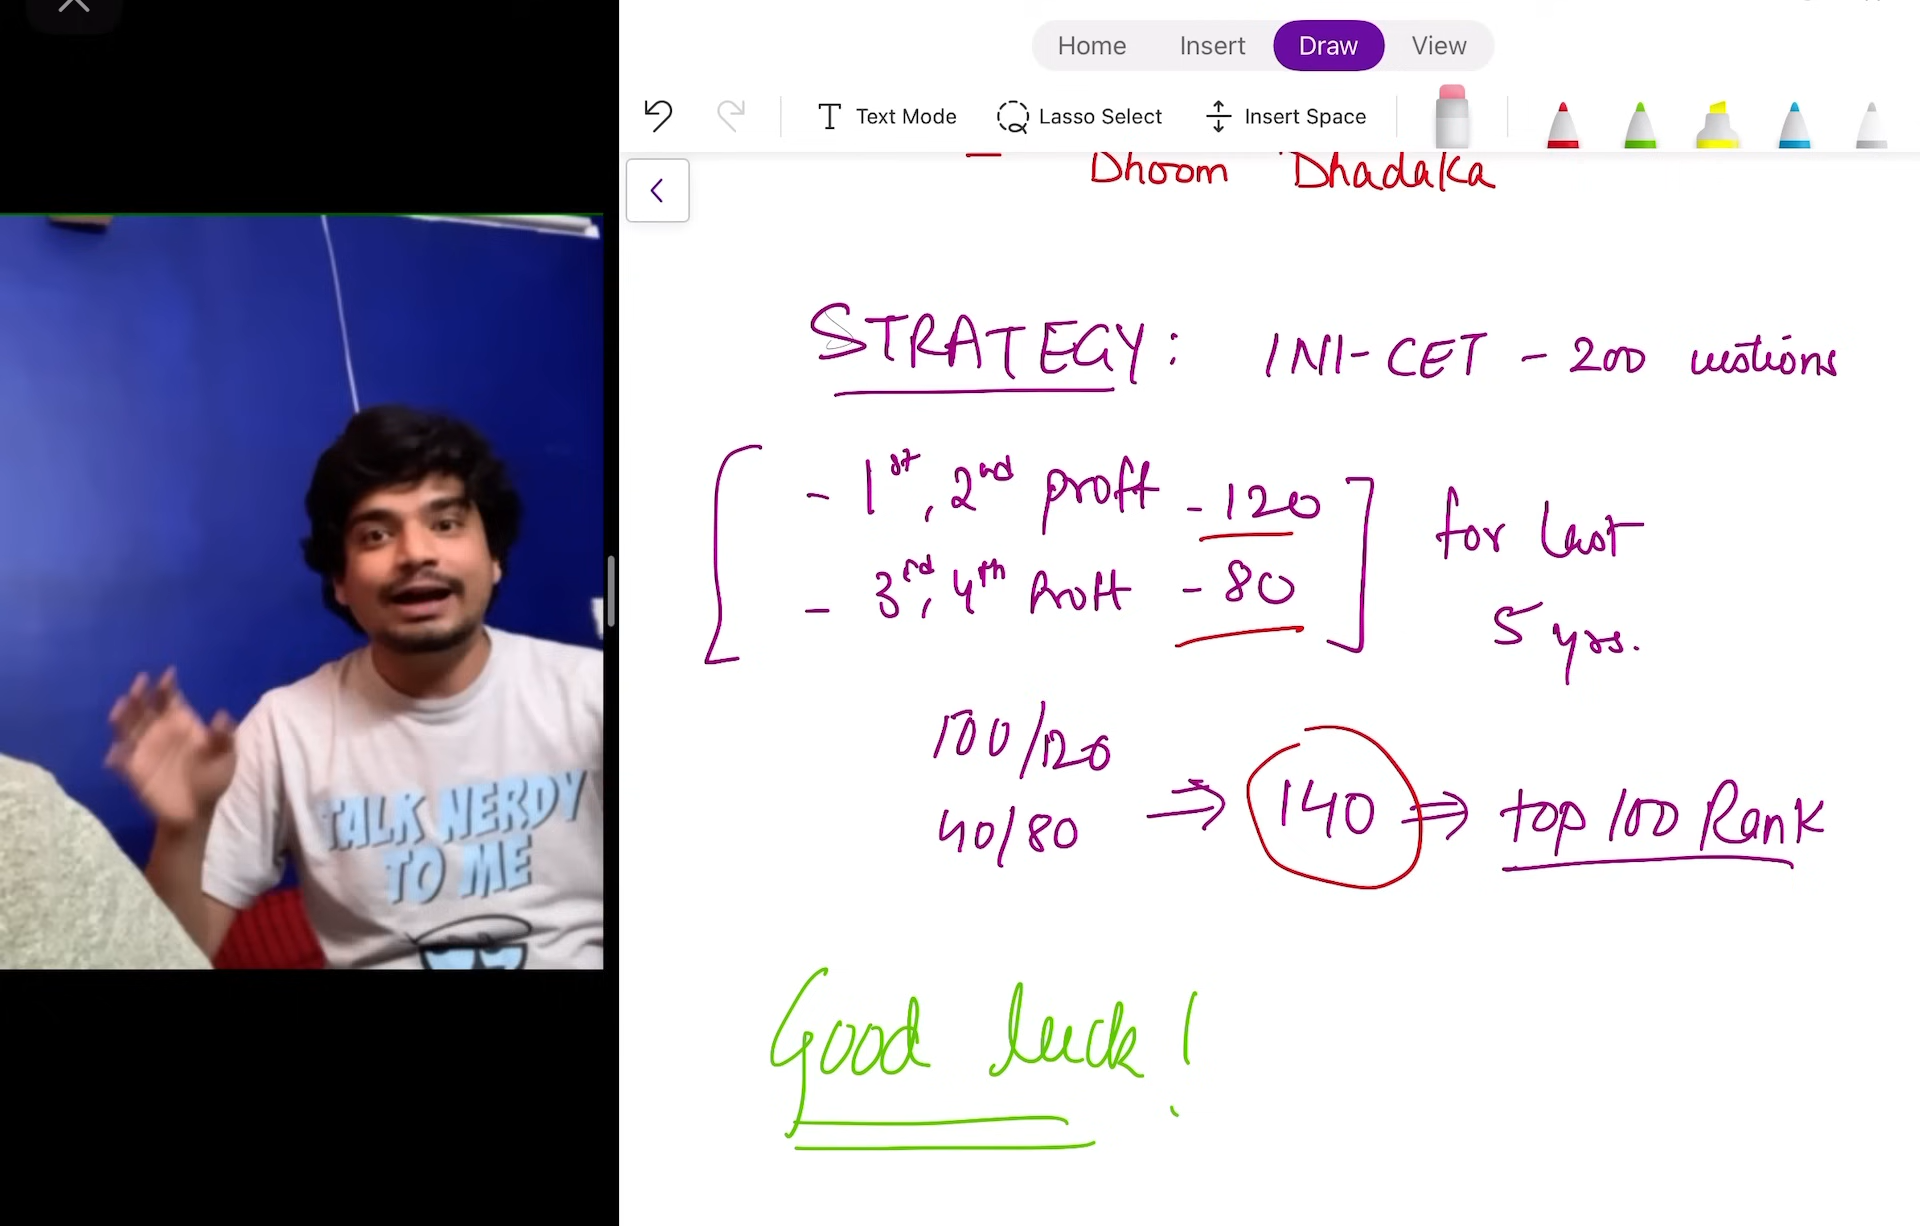 Home Insert Draw View
T Text Mode Lasso Select Insert Space
Dhoom Dhadaka
STRATEGY: INI-CET - 200 uestions
- 1st, 2nd proff - 120
- 3rd, 4th Proff - 80
for last
5 yrs.
100/120
40/80
⇒ 140 ⇒ top 100 Rank
Good luck!
TALK NERDY
TO ME